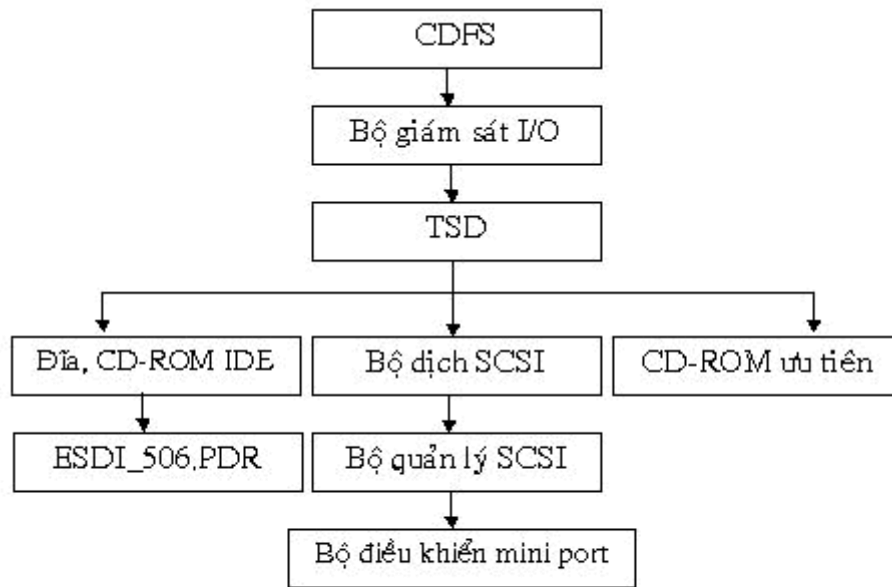 CDFS
Bộ giám sát I/O
TSD
Đĩa, CD-ROM IDE
Bộ dịch SCSI
CD-ROM ưu tiên
ESDI_506.PDR
Bộ quản lý SCSI
Bộ điều khiển mini port